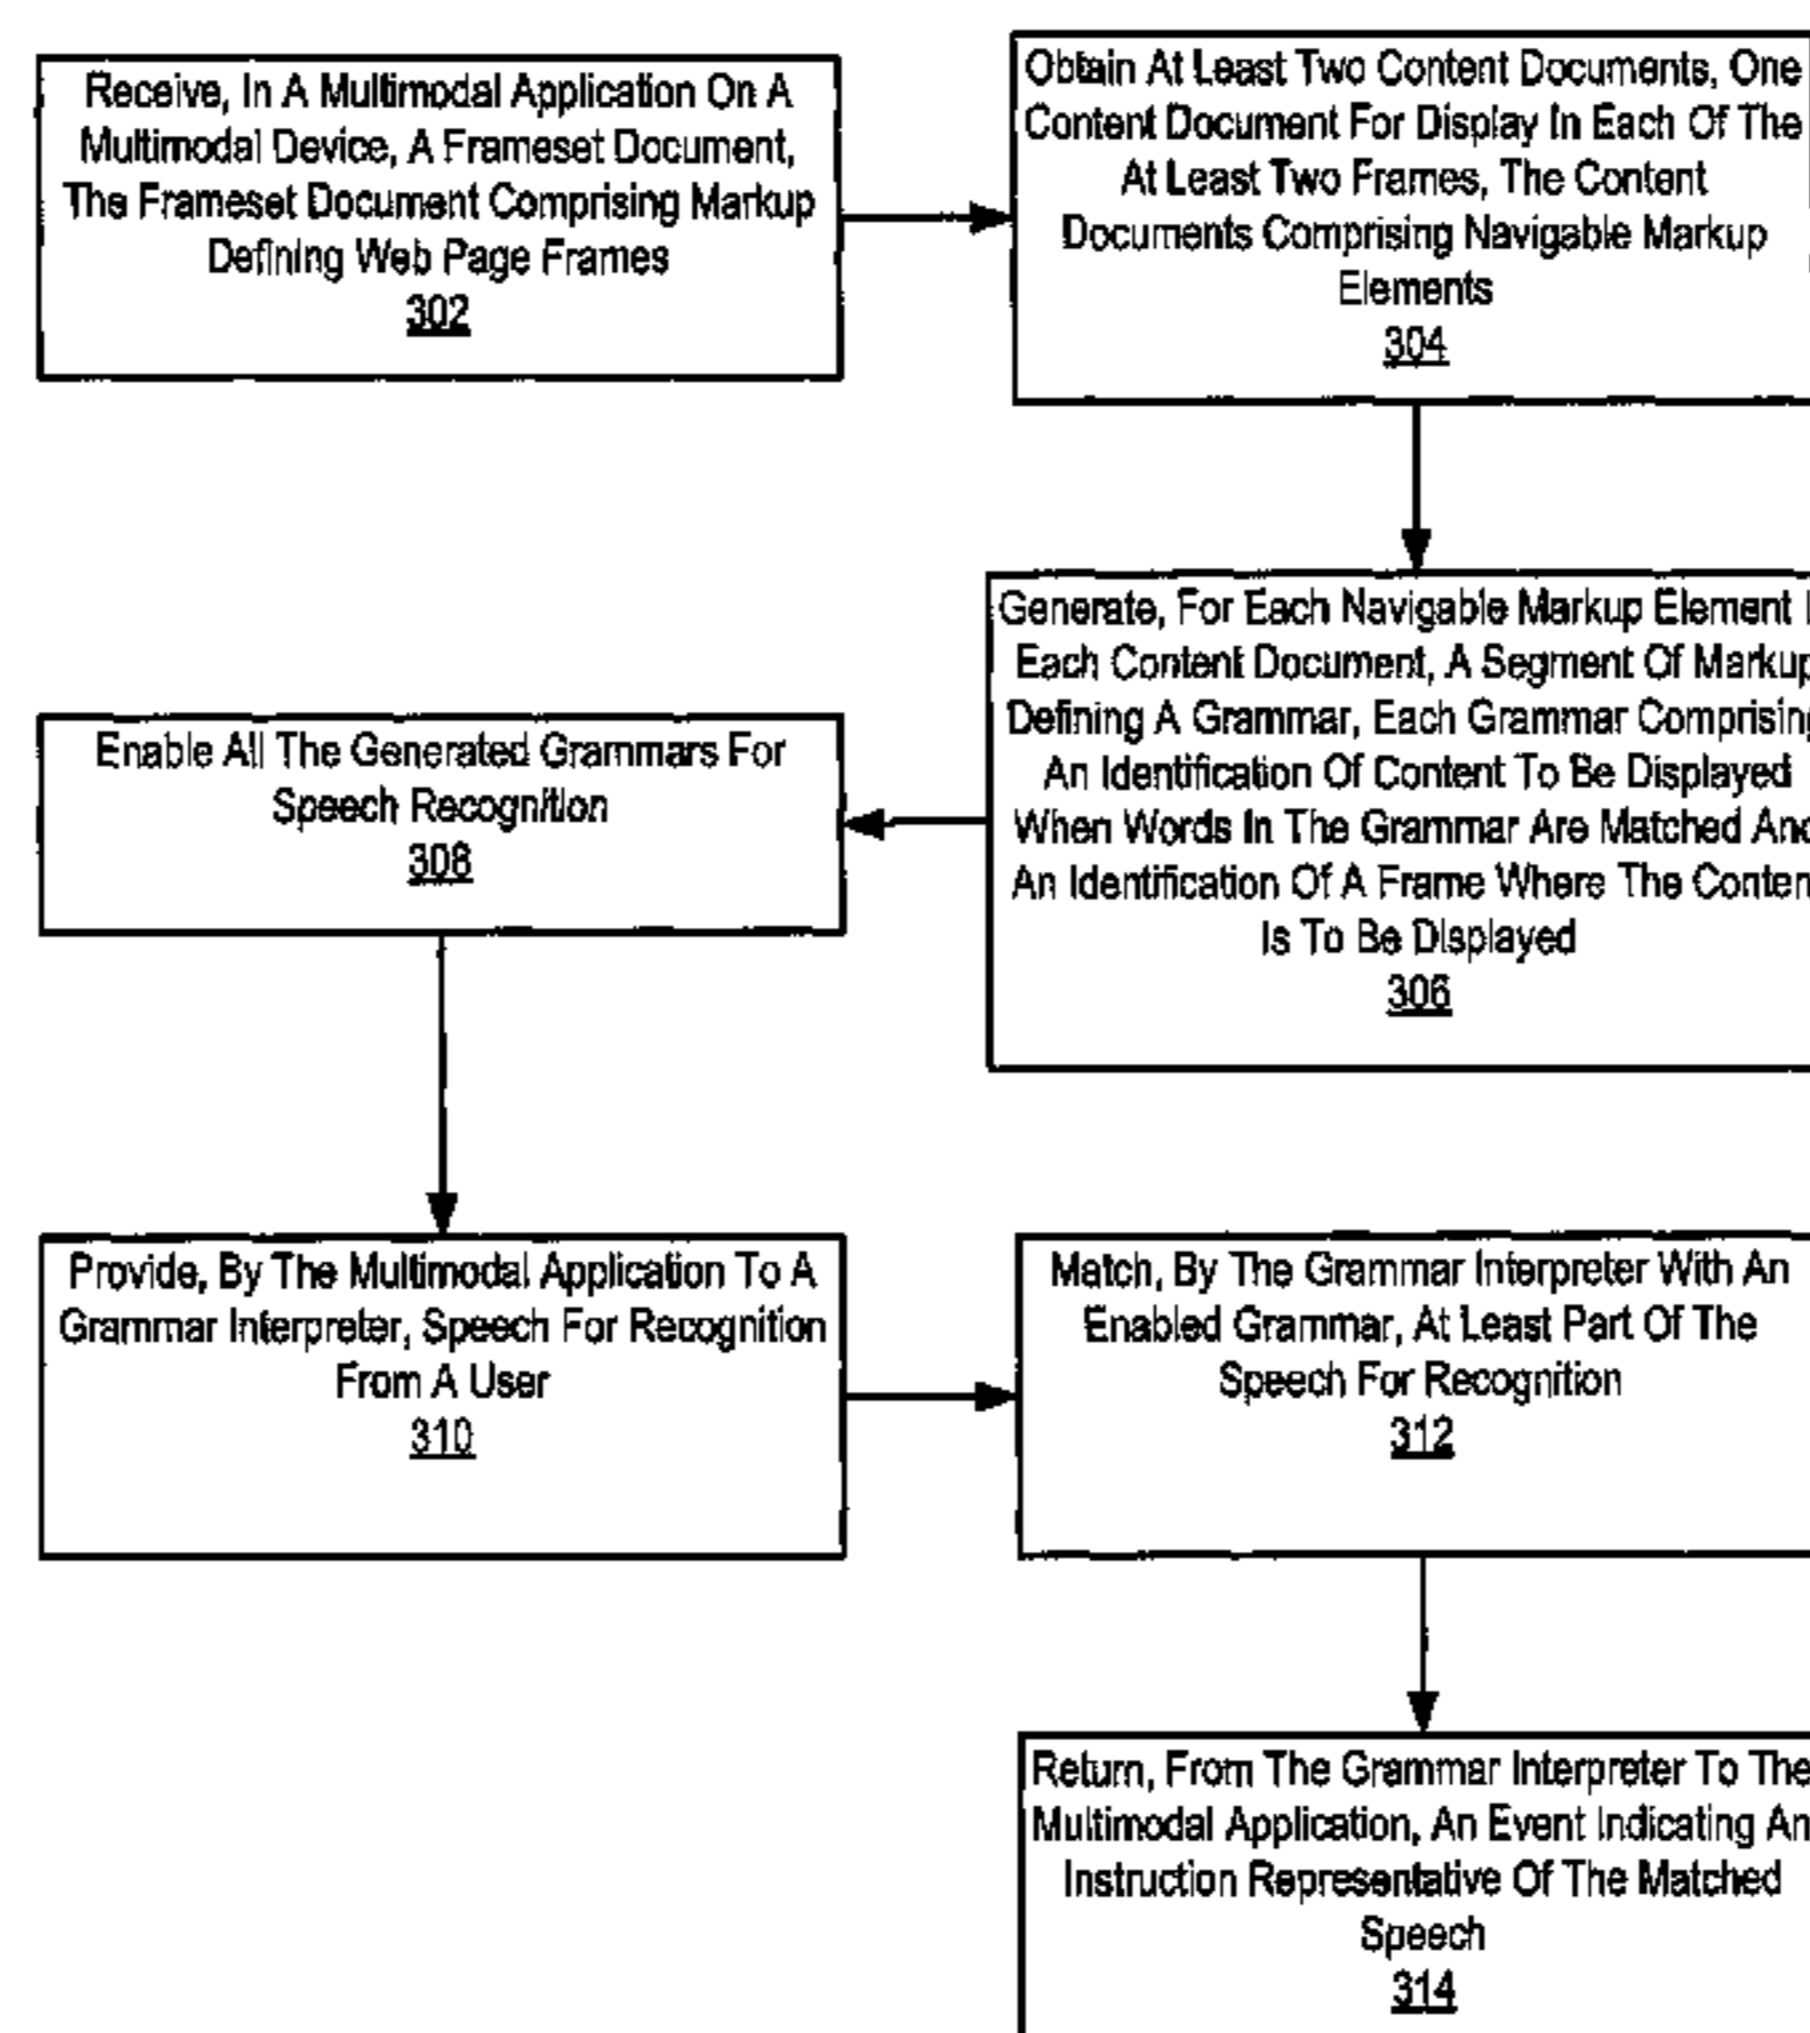 Receive, In A Multimodal Application On A
Multimodal Device, A Frameset Document,
The Frameset Document Comprising Markup
Defining Web Page Frames
302
Obtain At Least Two Content Documents, One
Content Document For Display In Each Of The
At Least Two Frames, The Content
Documents Comprising Navigable Markup
Elements
304
Generate, For Each Navigable Markup Element
Each Content Document, A Segment Of Markup
Defining A Grammar, Each Grammar Comprising
An Identification Of Content To Be Displayed
When Words In The Grammar Are Matched And
An Identification Of A Frame Where The Conten
Is To Be Displayed
306
Enable All The Generated Grammars For
Speech Recognition
308
Provide, By The Multimodal Application To A
Grammar Interpreter, Speech For Recognition
From A User
310
Match, By The Grammar Interpreter With An
Enabled Grammar, At Least Part Of The
Speech For Recognition
312
Return, From The Grammar Interpreter To The
Multimodal Application, An Event Indicating An
Instruction Representative Of The Matched
Speech
314